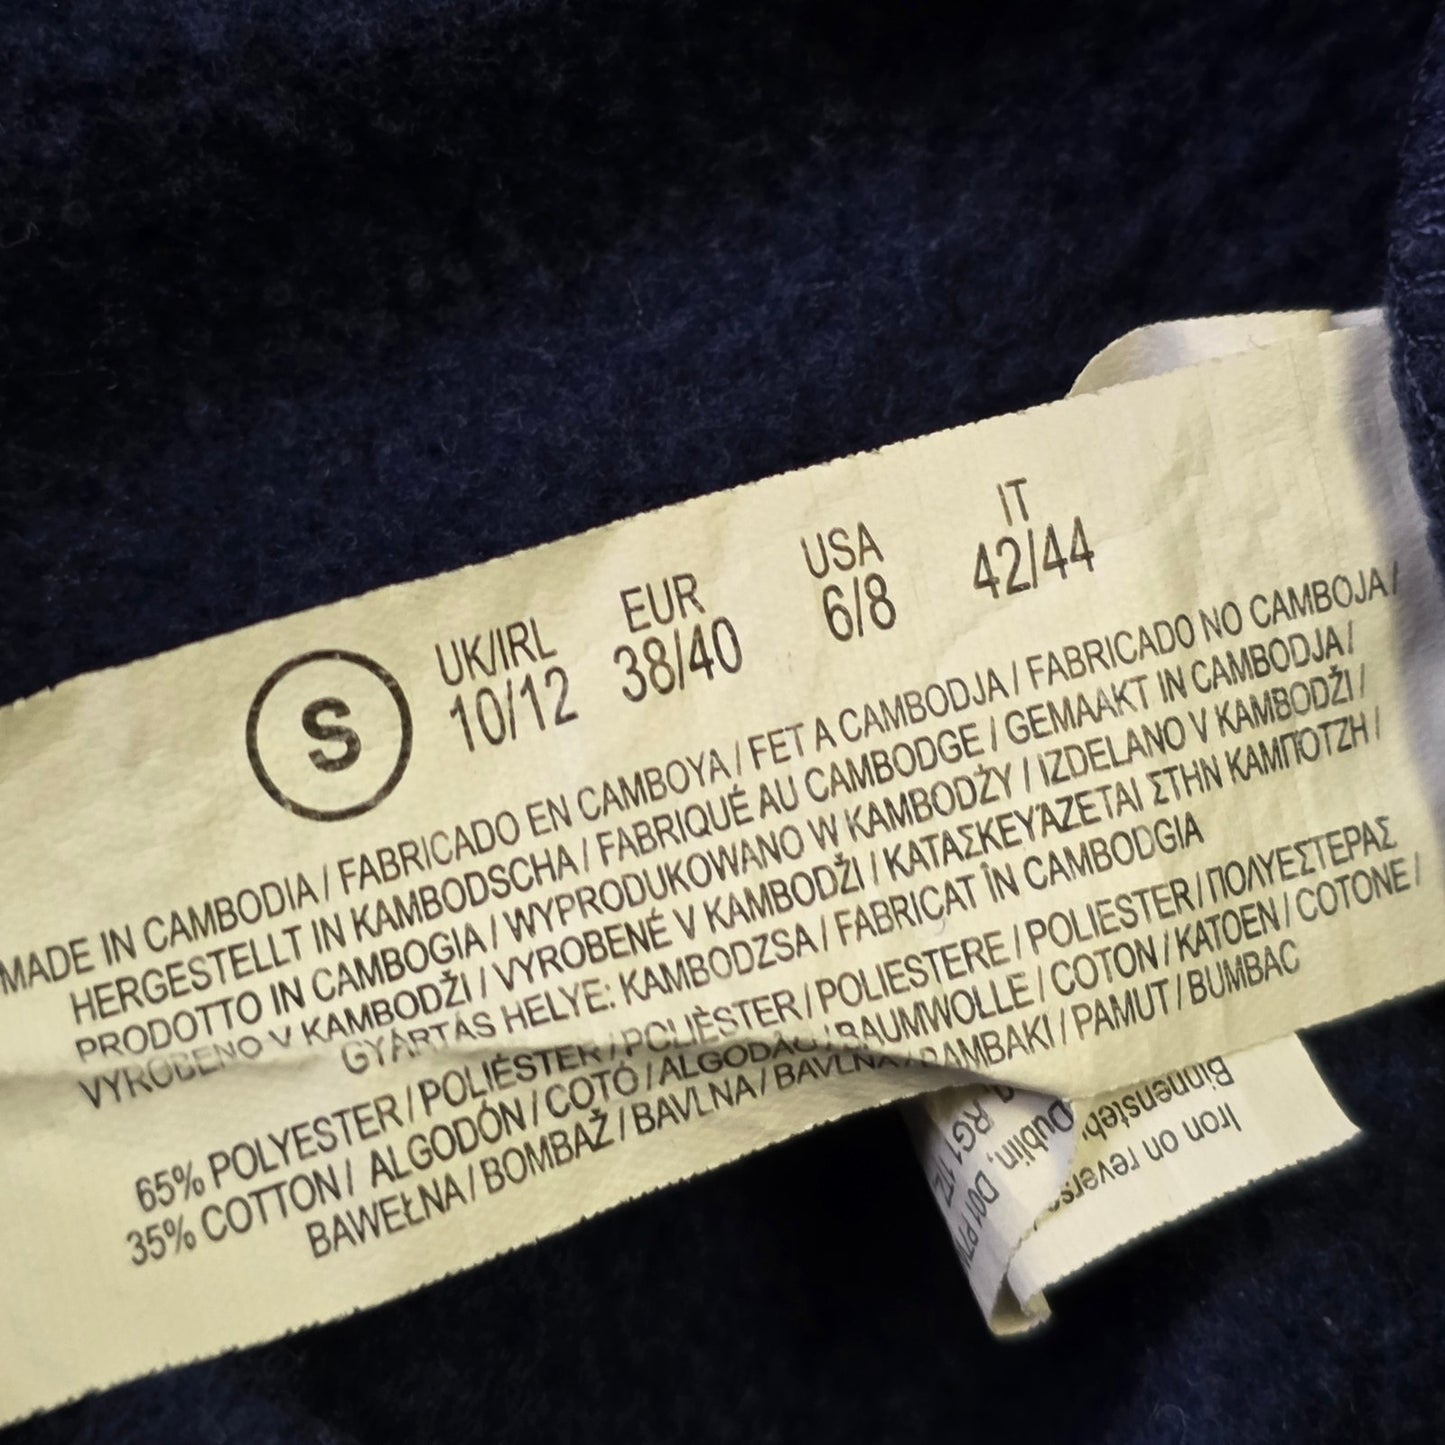 S
UK/IRL EUR USA IT
10/12 38/40 6/8 42/44
MADE IN CAMBODIA / FABRICADO EN CAMBOYA / FET A CAMBODJA / FABRICADO NO CAMBOJA /
HERGESTELLT IN KAMBODSCHA / FABRIQUÉ AU CAMBODGE / GEMAAKT IN CAMBODJA /
PRODOTTO IN CAMBOGIA / WYPRODUKOWANO W KAMBODŻY / IZDELANO V KAMBODŽI /
VYROBENO V KAMBODŽI / VYROBENÉ V KAMBODŽI / ΚΑΤΑΣΚΕΥΆΖΕΤΑΙ ΣΤΗΝ ΚΑΜΠΟΤΖΗ /
GYÁRTÁS HELYE: KAMBODZSA / FABRICAT ÎN CAMBODGIA
65% POLYESTER / POLIÉSTER / POLIÈSTER / POLIESTERE / POLIESTER / ΠΟΛΥΕΣΤΕΡΑΣ
35% COTTON / ALGODÓN / COTÓ / ALGODÃO / BAUMWOLLE / COTON / KATOEN / COTONE /
BAWEŁNA / BOMBAŽ / BAVLNA / BAVLNA / BAMBAKI / PAMUT / BUMBAC
RG1
Dublin, D01
Iron on